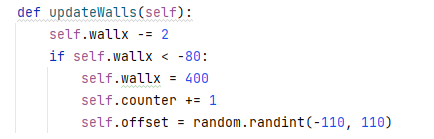 def updateWalls(self):
    self.wallx -= 2
    if self.wallx < -80:
        self.wallx = 400
        self.counter += 1
        self.offset = random.randint(-110, 110)